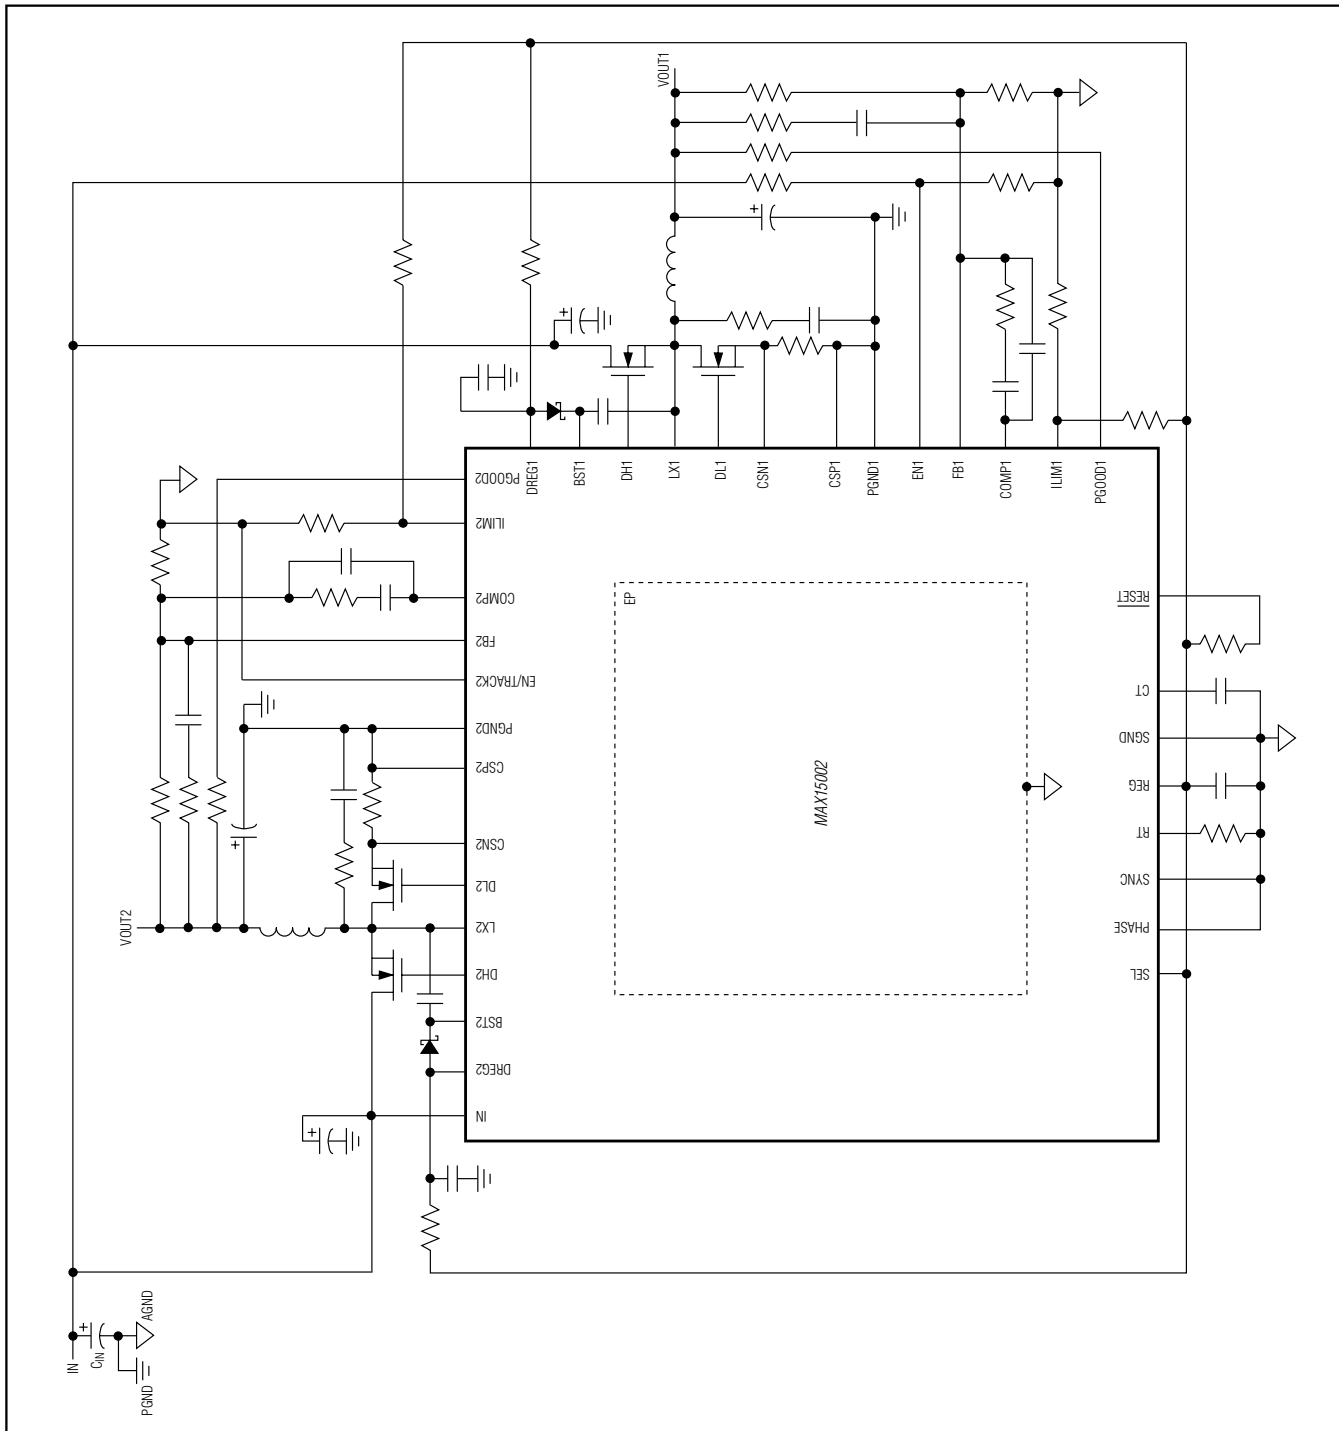 VOUT1
DREG1
BST1
DH1
LX1
DL1
CSN1
CSP1
PGND1
EN1
FB1
COMP1
ILIM1
PGOOD1
PGOOD2
ILIM2
COMP2
FB2
EN/TRACK2
PGND2
CSP2
CSN2
DL2
LX2
DH2
BST2
DREG2
IN
VOUT2
EP
MAX15002
RESET
CT
SGND
REG
RT
SYNC
PHASE
SEL
+
+
+
+
+
IN
CIN
AGND
PGND